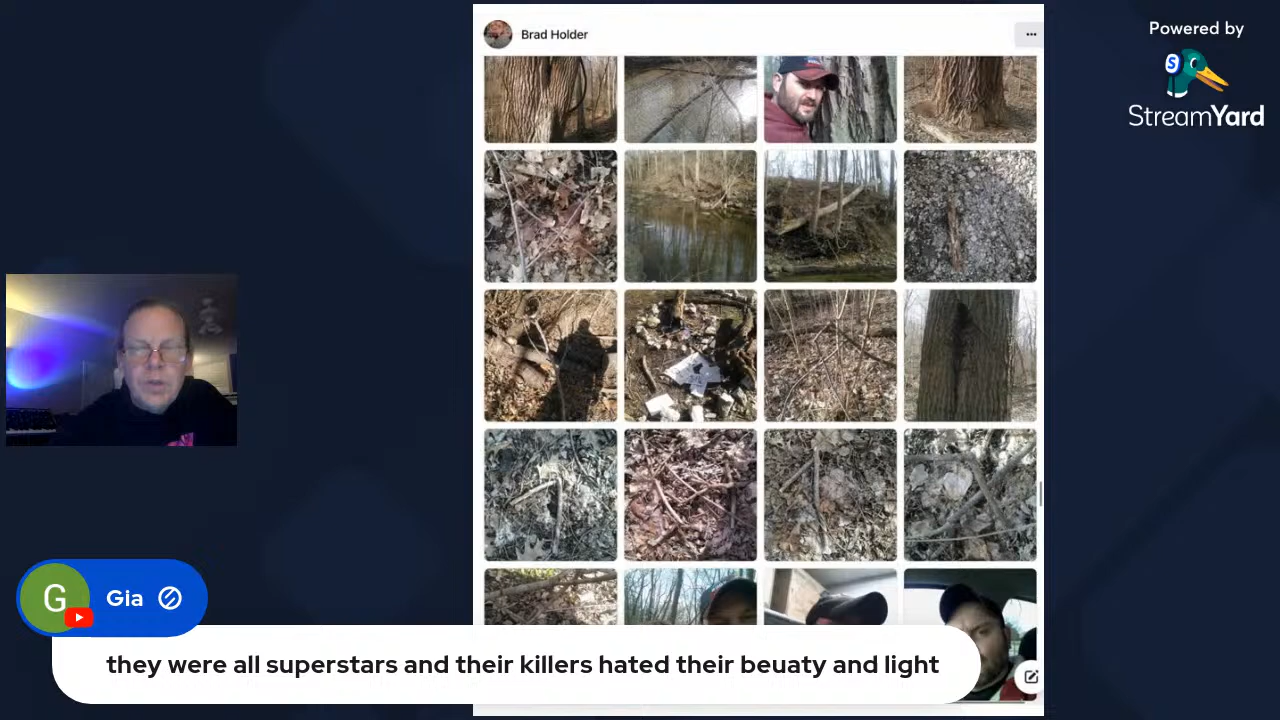 Brad Holder
Powered by
StreamYard
G
Gia
they were all superstars and their killers hated their beuaty and light